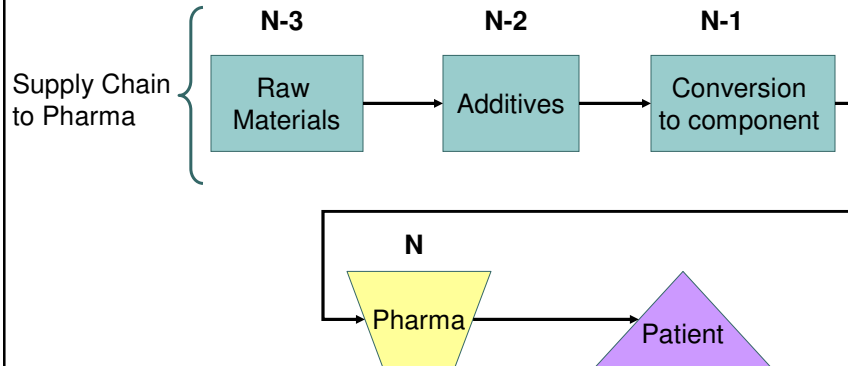 N-3
N-2
N-1
Supply Chain
to Pharma
Raw
Materials
Additives
Conversion
to component
N
Pharma
Patient